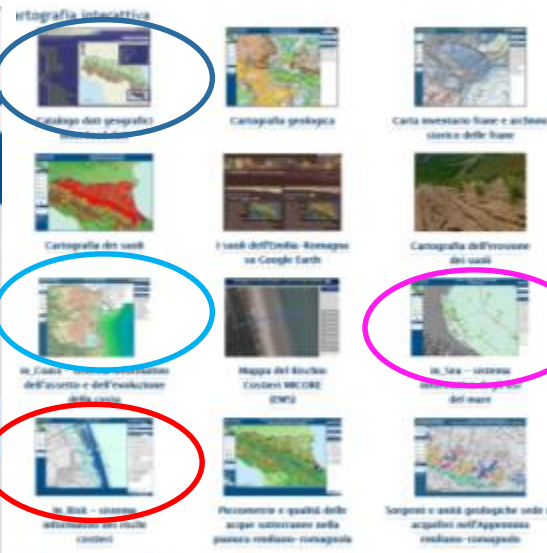 artografia interattiva
Catalogo dati geografici
Cartografia geologica
Carta inventario frane e archivio
storico delle frane
Cartografia dei suoli
I suoli dell'Emilia-Romagna
su Google Earth
Cartografia dell'erosione
dei suoli
in_Coast - sistema informativo
dell'assetto e dell'evoluzione
della costa
Mappa del Rischio
Costiero MICORE
(EWS)
in_Sea - sistema
del mare
in_Risk - sistema
informativo dei rischi
costieri
Piezometrie e qualità delle
acque sotterranee nella
pianura emiliano-romagnola
Sorgenti e unità geologiche sede
acquiferi nell'Appennino
emiliano-romagnolo